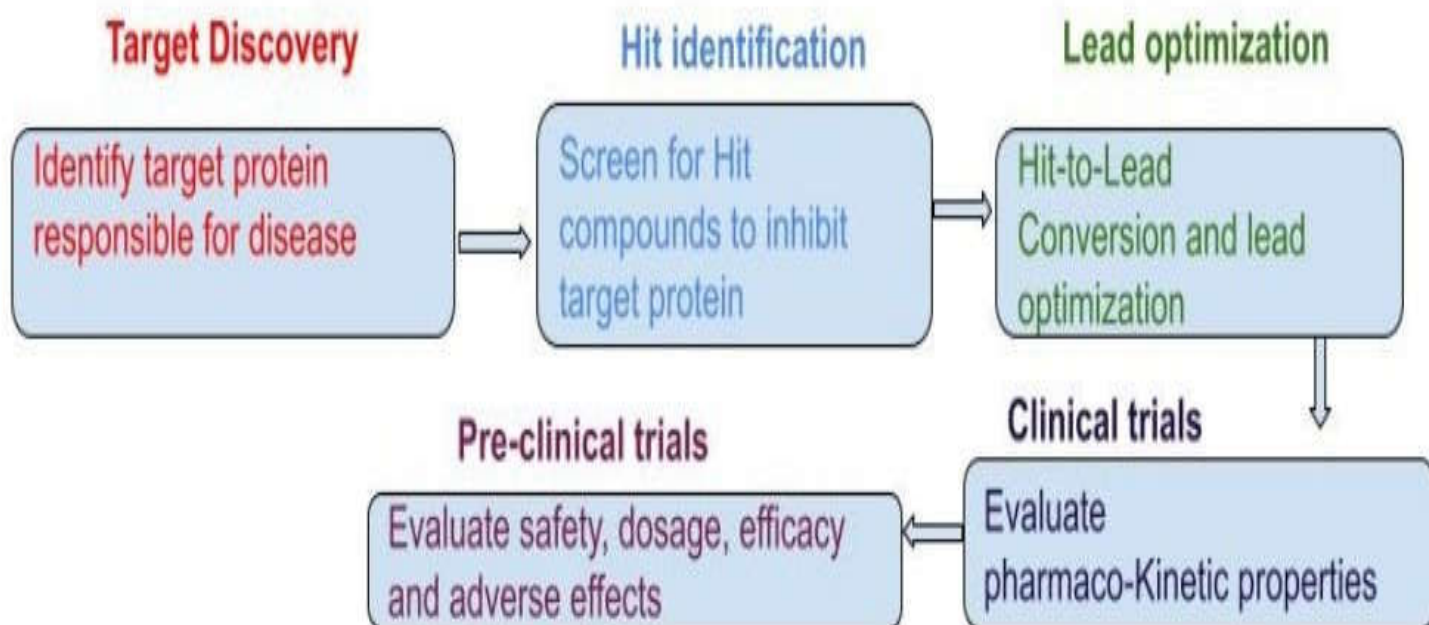 Target Discovery
Identify target protein
responsible for disease
Hit identification
Screen for Hit
compounds to inhibit
target protein
Lead optimization
Hit-to-Lead
Conversion and lead
optimization
Clinical trials
Evaluate
pharmaco-Kinetic properties
Pre-clinical trials
Evaluate safety, dosage, efficacy
and adverse effects